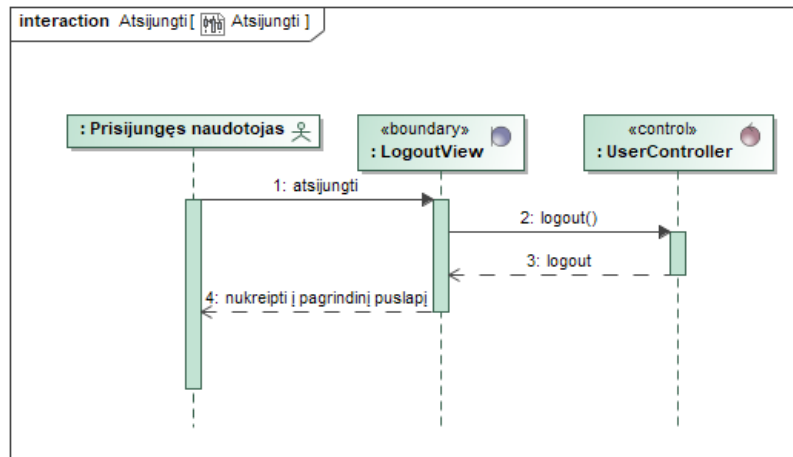 interaction Atsijungti [ Atsijungti ]
: Prisijungęs naudotojas
«boundary»
: LogoutView
«control»
: UserController
1: atsijungti
2: logout()
3: logout
4: nukreipti į pagrindinį puslapį